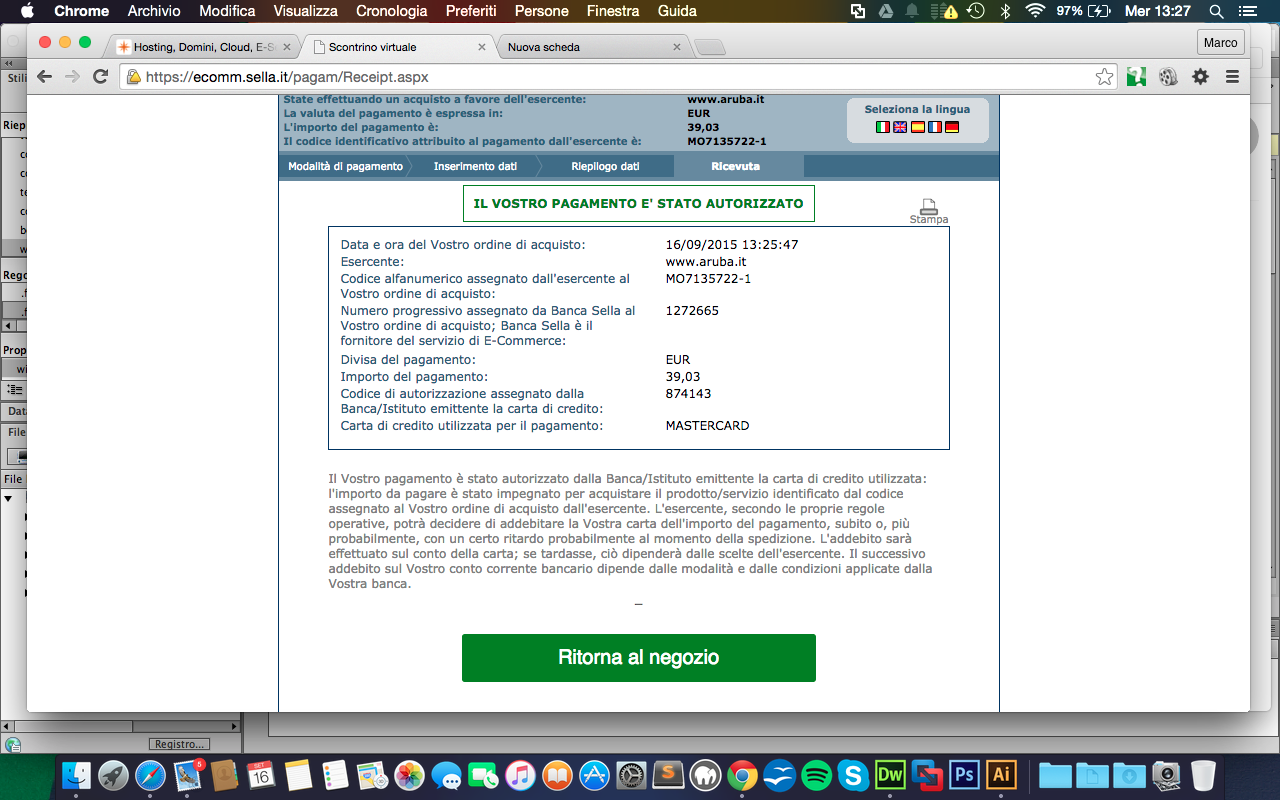 Chrome Archivio Modifica Visualizza Cronologia Preferiti Persone Finestra Guida 97% Mer 13:27
Hosting, Domini, Cloud, E-S
Scontrino virtuale
Nuova scheda
Marco
https://ecomm.sella.it/pagam/Receipt.aspx
Stili
Riep
Rego
Prop
Data
File
File
State effettuando un acquisto a favore dell'esercente: www.aruba.it
La valuta del pagamento è espressa in: EUR
L'importo del pagamento è: 39,03
Il codice identificativo attribuito al pagamento dall'esercente è: MO7135722-1
Seleziona la lingua
Modalità di pagamento Inserimento dati Riepilogo dati Ricevuta
IL VOSTRO PAGAMENTO E' STATO AUTORIZZATO
Stampa
Data e ora del Vostro ordine di acquisto: 16/09/2015 13:25:47
Esercente: www.aruba.it
Codice alfanumerico assegnato dall'esercente al MO7135722-1
Vostro ordine di acquisto:
Numero progressivo assegnato da Banca Sella al 1272665
Vostro ordine di acquisto; Banca Sella è il
fornitore del servizio di E-Commerce:
Divisa del pagamento: EUR
Importo del pagamento: 39,03
Codice di autorizzazione assegnato dalla 874143
Banca/Istituto emittente la carta di credito:
Carta di credito utilizzata per il pagamento: MASTERCARD
Il Vostro pagamento è stato autorizzato dalla Banca/Istituto emittente la carta di credito utilizzata:
l'importo da pagare è stato impegnato per acquistare il prodotto/servizio identificato dal codice
assegnato al Vostro ordine di acquisto dall'esercente. L'esercente, secondo le proprie regole
operative, potrà decidere di addebitare la Vostra carta dell'importo del pagamento, subito o, più
probabilmente, con un certo ritardo probabilmente al momento della spedizione. L'addebito sarà
effettuato sul conto della carta; se tardasse, ciò dipenderà dalle scelte dell'esercente. Il successivo
addebito sul Vostro conto corrente bancario dipende dalle modalità e dalle condizioni applicate dalla
Vostra banca.
_
Ritorna al negozio
Registro...
5
SET
16
S
Dw
Ps
Ai